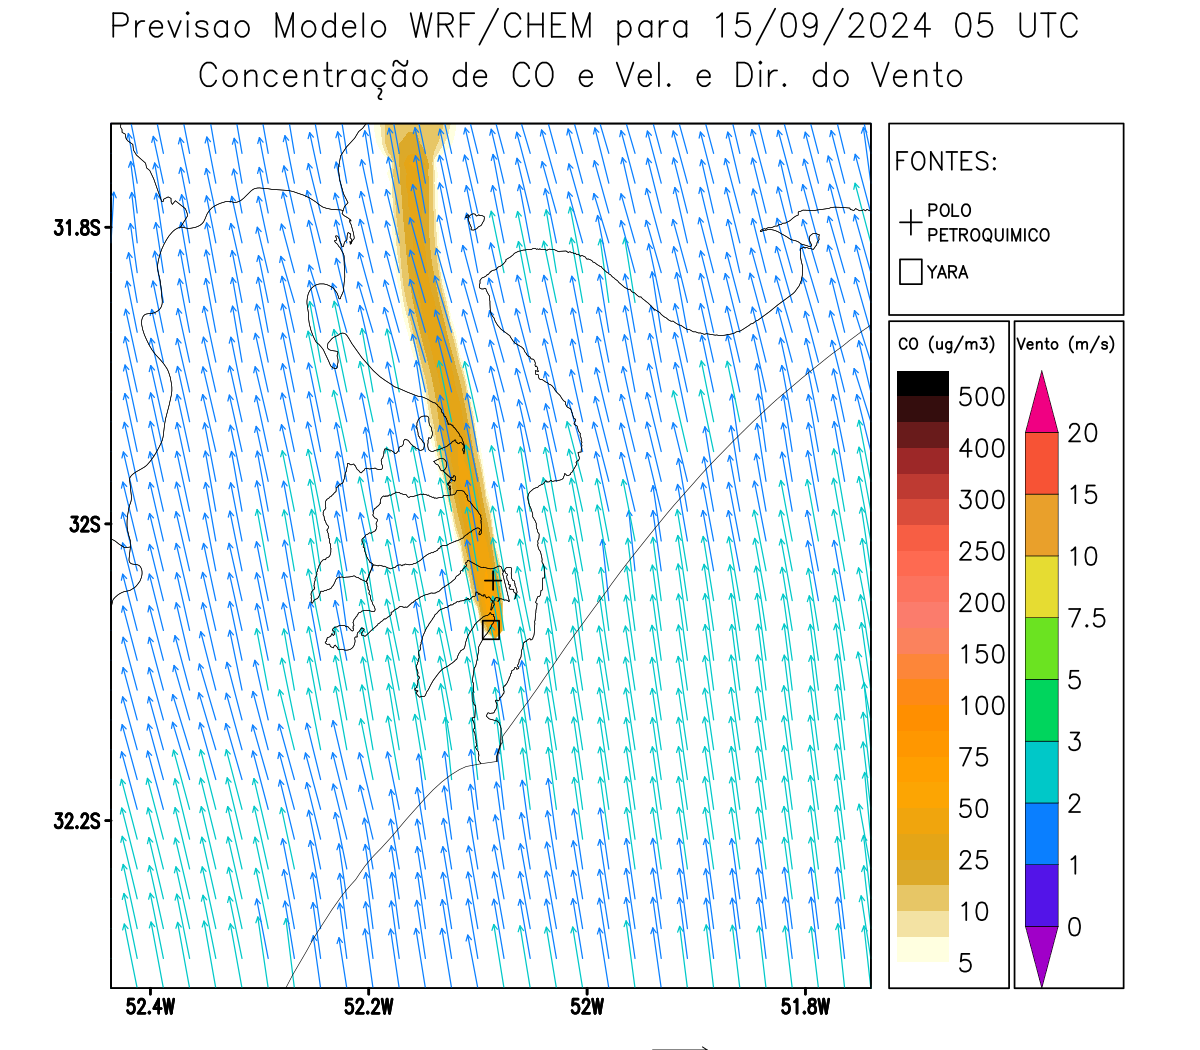 Previsao Modelo WRF/CHEM para 15/09/2024 05 UTC
Concentração de CO e Vel. e Dir. do Vento
FONTES:
POLO
PETROQUIMICO
YARA
CO (ug/m3)
500
400
300
250
200
150
100
75
50
25
10
5
Vento (m/s)
20
15
10
7.5
5
3
2
1
0
31.8S
32S
32.2S
52.4W
52.2W
52W
51.8W